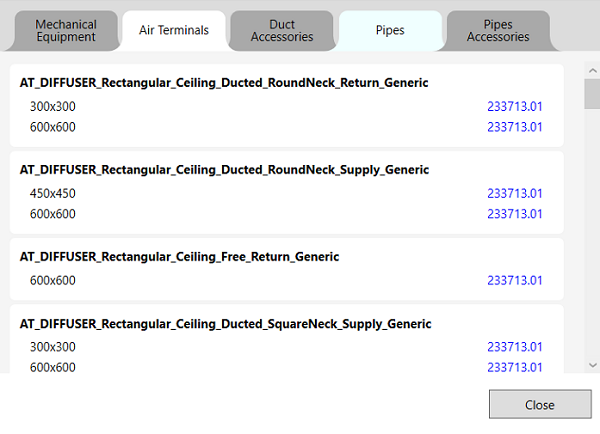 Mechanical
Equipment
Air Terminals
Duct
Accessories
Pipes
Pipes
Accessories
AT_DIFFUSER_Rectangular_Ceiling_Ducted_RoundNeck_Return_Generic
300x300 233713.01
600x600 233713.01
AT_DIFFUSER_Rectangular_Ceiling_Ducted_RoundNeck_Supply_Generic
450x450 233713.01
600x600 233713.01
AT_DIFFUSER_Rectangular_Ceiling_Free_Return_Generic
600x600 233713.01
AT_DIFFUSER_Rectangular_Ceiling_Ducted_SquareNeck_Supply_Generic
300x300 233713.01
600x600 233713.01
Close